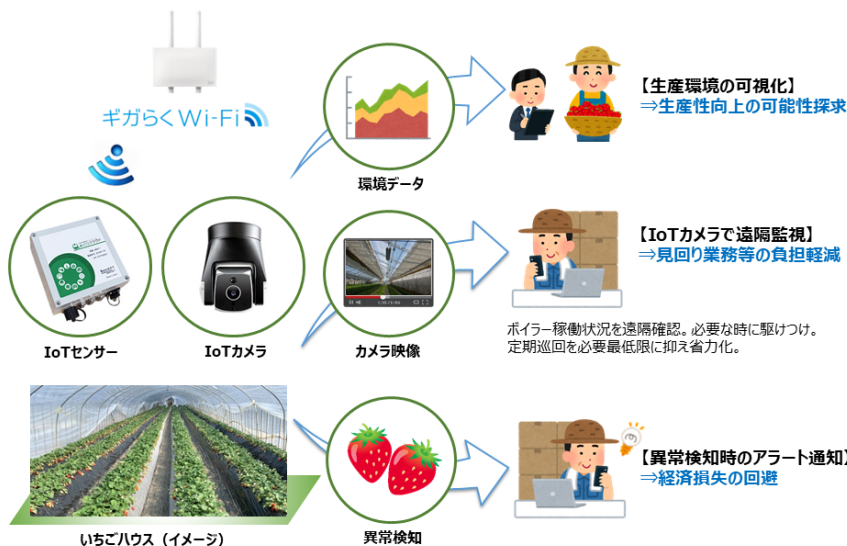 ギガらくWi-Fi
環境データ
【生産環境の可視化】
⇒生産性向上の可能性探求
IoTセンサー
IoTカメラ
カメラ映像
【IoTカメラで遠隔監視】
⇒見回り業務等の負担軽減
ボイラー稼働状況を遠隔確認。必要な時に駆けつけ。
定期巡回を必要最低限に抑え省力化。
いちごハウス（イメージ）
異常検知
【異常検知時のアラート通知】
⇒経済損失の回避